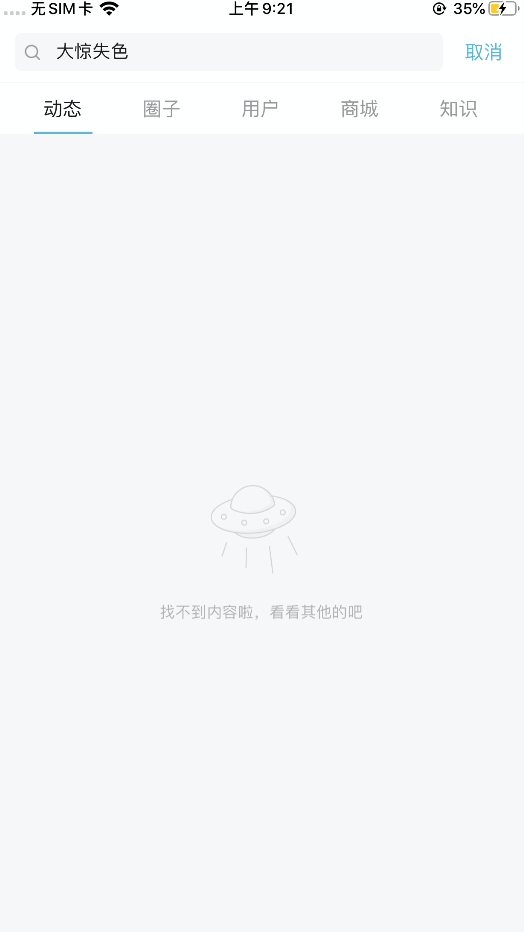 无SIM卡 上午9:21 35%
大惊失色 取消
动态 圈子 用户 商城 知识
找不到内容啦，看看其他的吧